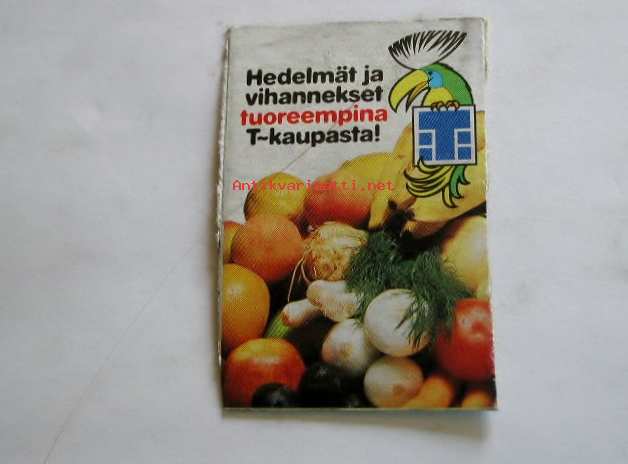 Hedelmät ja
vihannekset
tuoreempina
T-kaupasta!
T
Antikvariaatti.net